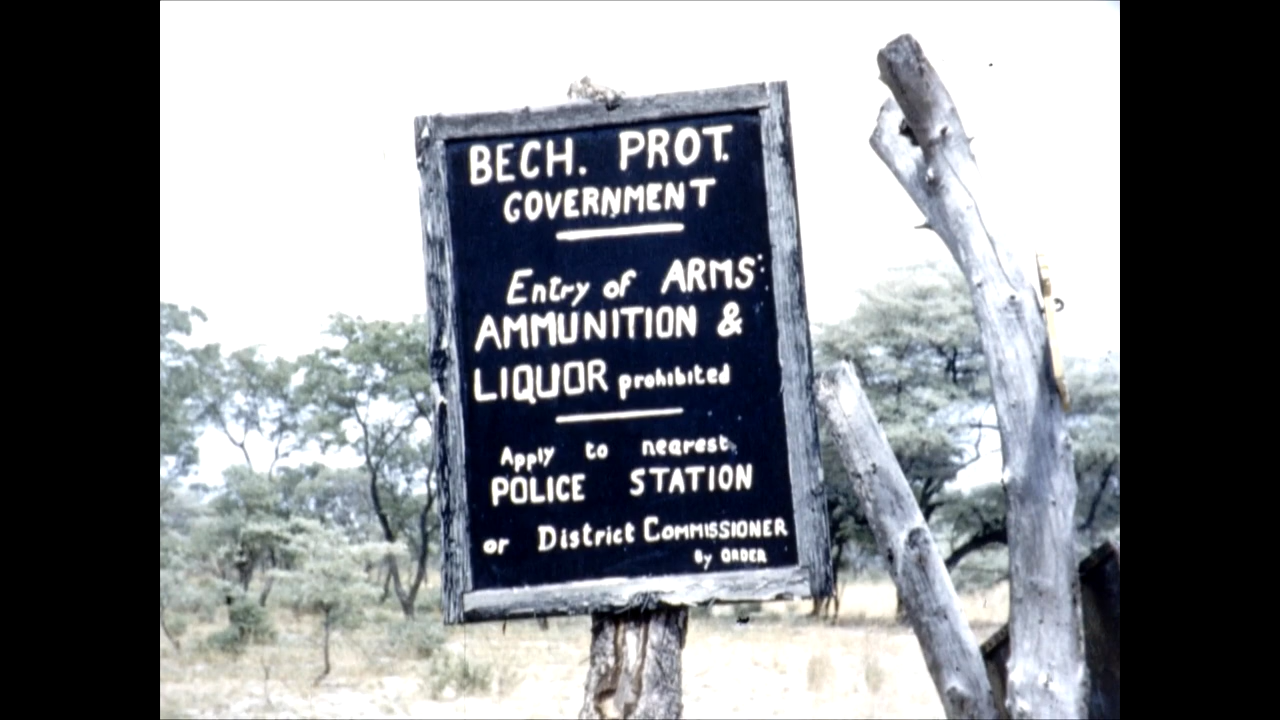 BECH. PROT.
GOVERNMENT
Entry of ARMS
AMMUNITION &
LIQUOR prohibited
Apply to nearest
POLICE STATION
or District COMMISSIONER
By ORDER